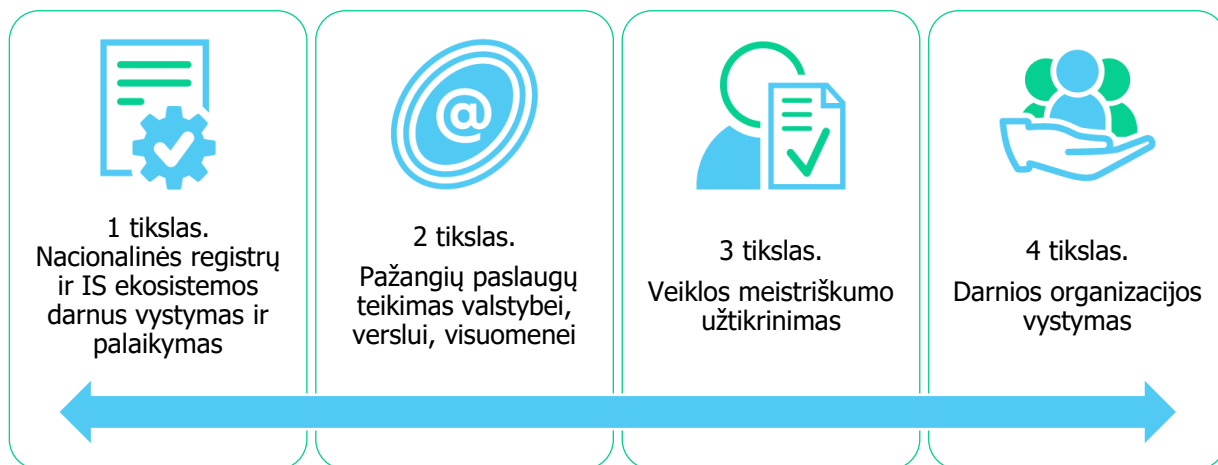 @
1 tikslas.
Nacionalinės registrų
ir IS ekosistemos
darnus vystymas ir
palaikymas
2 tikslas.
Pažangių paslaugų
teikimas valstybei,
verslui, visuomenei
3 tikslas.
Veiklos meistriškumo
užtikrinimas
4 tikslas.
Darnios organizacijos
vystymas